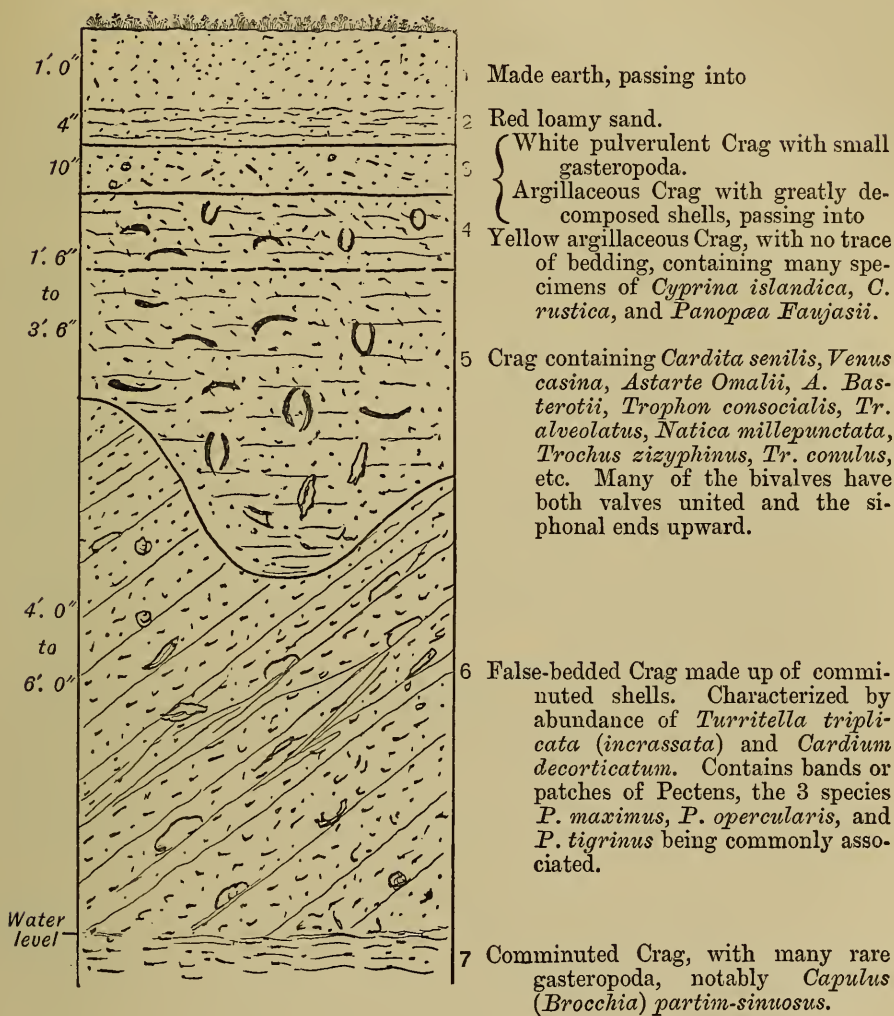 1'. 0"
4"
10"
1'. 6"
to
3'. 6"
4'. 0"
to
6'. 0"
Water
level
1 Made earth, passing into
2 Red loamy sand.
White pulverulent Crag with small
3 gasteropoda.
Argillaceous Crag with greatly de-
composed shells, passing into
4 Yellow argillaceous Crag, with no trace
of bedding, containing many spe-
cimens of Cyprina islandica, C.
rustica, and Panopæa Faujasii.
5 Crag containing Cardita senilis, Venus
casina, Astarte Omalii, A. Bas-
terotii, Trophon consocialis, Tr.
alveolatus, Natica millepunctata,
Trochus zizyphinus, Tr. conulus,
etc. Many of the bivalves have
both valves united and the si-
phonal ends upward.
6 False-bedded Crag made up of commi-
nuted shells. Characterized by
abundance of Turritella tripli-
cata (incrassata) and Cardium
decorticatum. Contains bands or
patches of Pectens, the 3 species
P. maximus, P. opercularis, and
P. tigrinus being commonly asso-
ciated.
7 Comminuted Crag, with many rare
gasteropoda, notably Capulus
(Brocchia) partim-sinuosus.